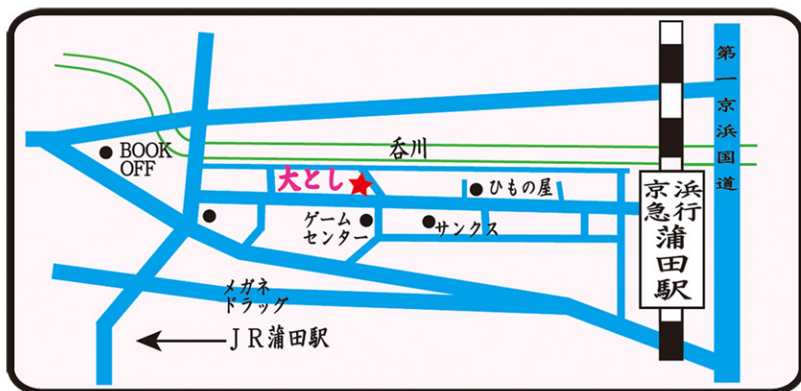 第一京浜国道
呑川
BOOK
OFF
大とし
ひもの屋
京浜
急行
蒲田駅
ゲーム
センター
サンクス
メガネ
ドラッグ
JR蒲田駅